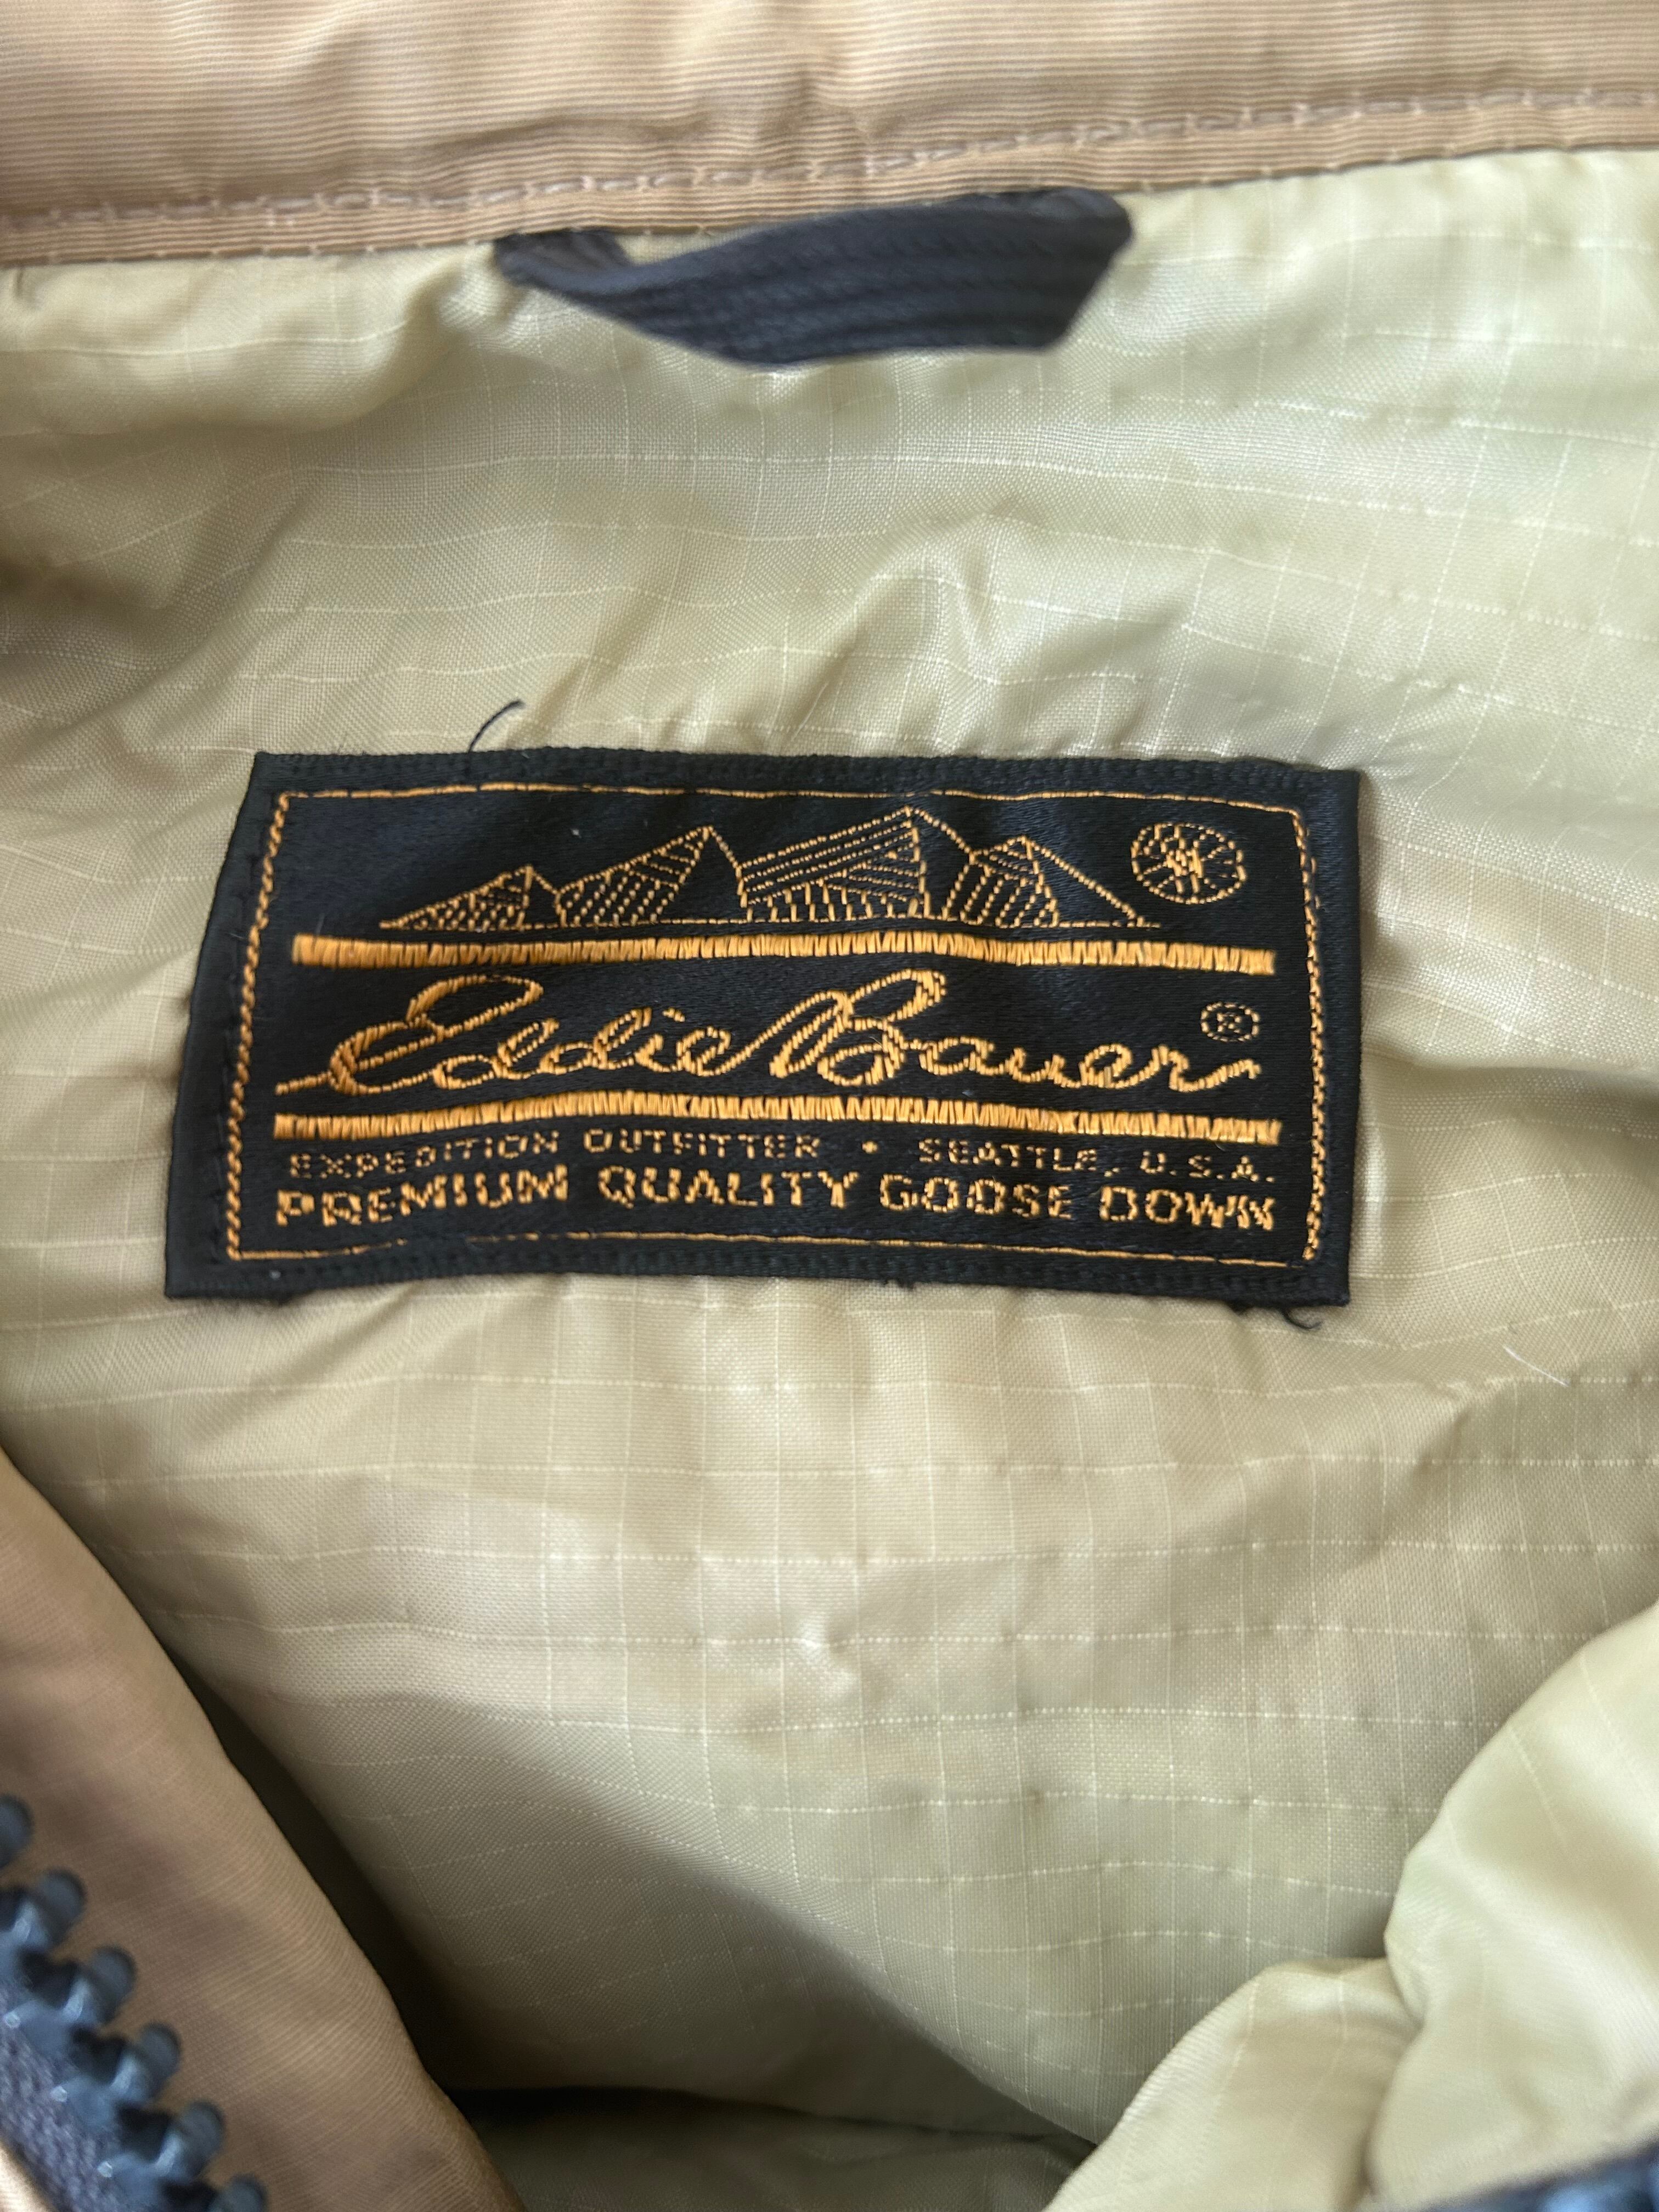 Eddie Bauer ®
EXPEDITION OUTFITTER • SEATTLE, U.S.A.
PREMIUM QUALITY GOOSE DOWN